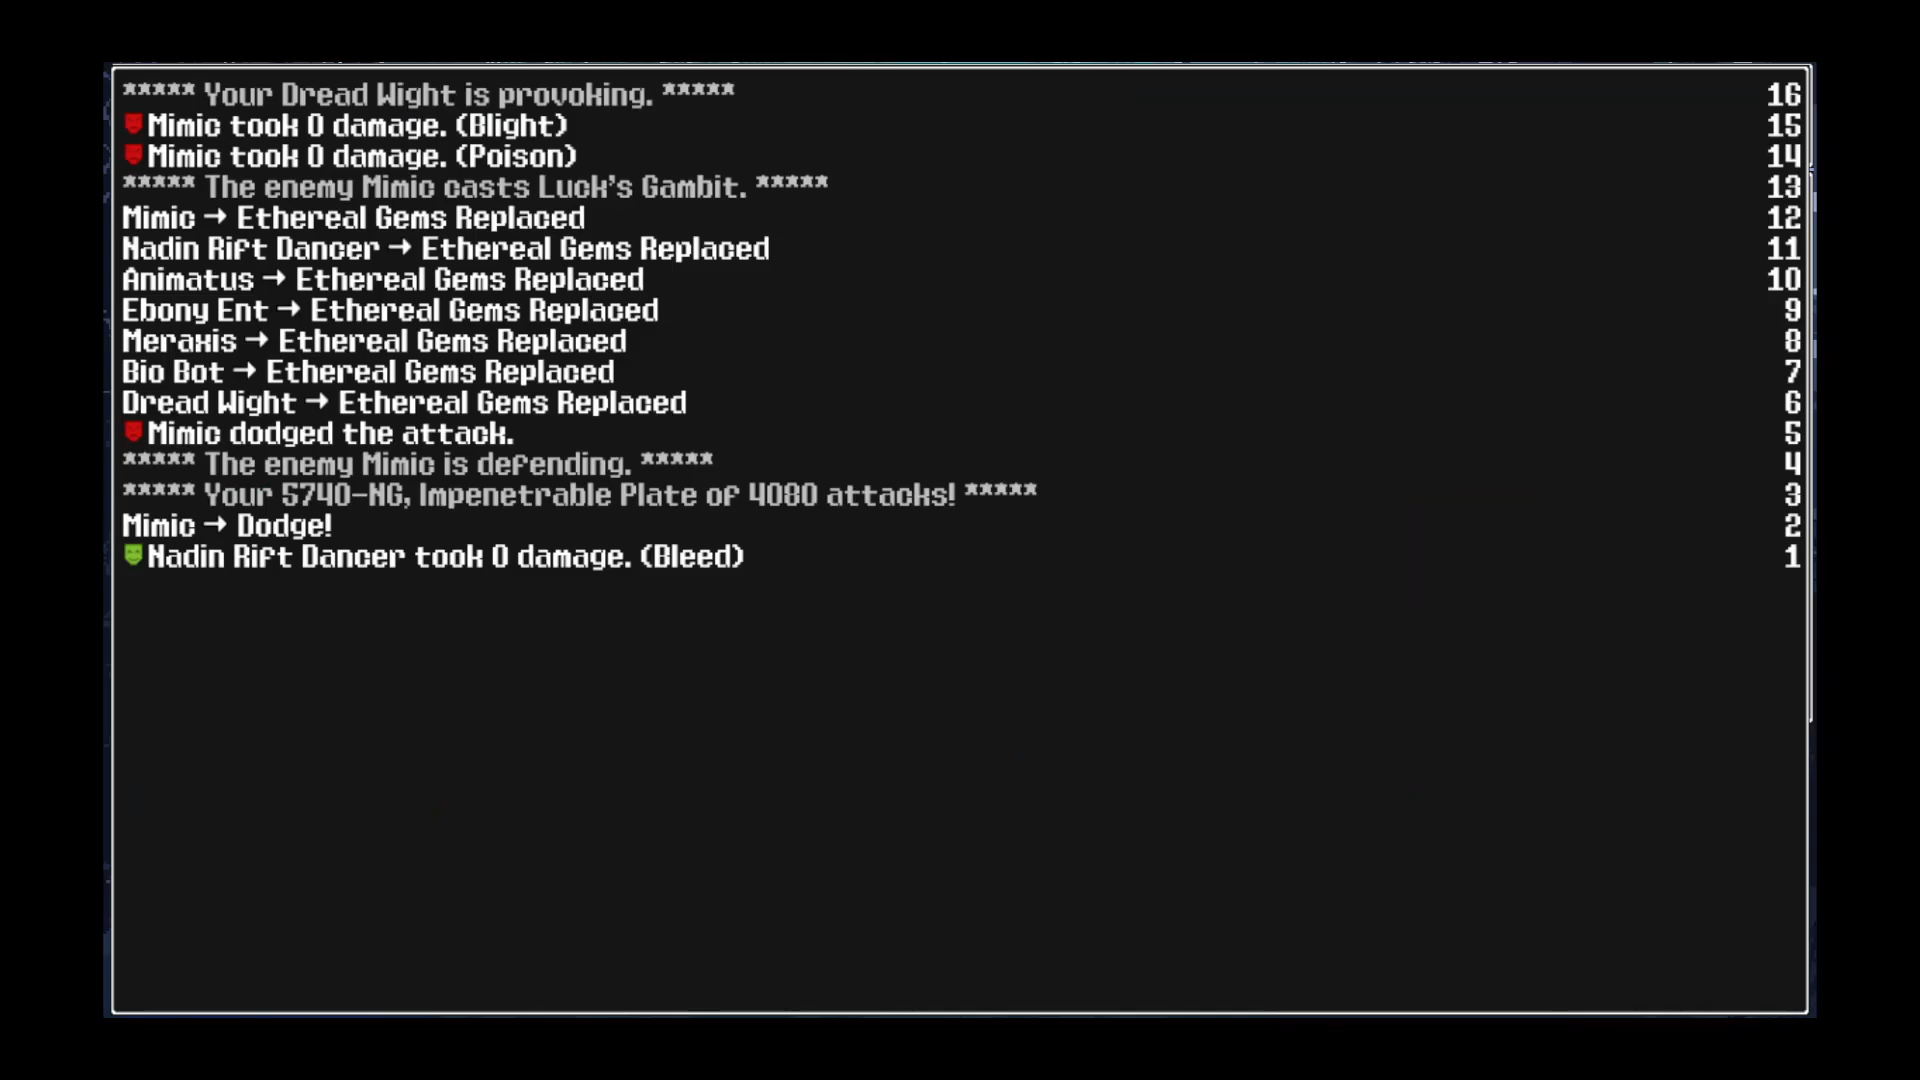 ***** Your Dread Wight is provoking. ***** 16
Mimic took 0 damage. (Blight) 15
Mimic took 0 damage. (Poison) 14
***** The enemy Mimic casts Luck's Gambit. ***** 13
Mimic → Ethereal Gems Replaced 12
Nadin Rift Dancer → Ethereal Gems Replaced 11
Animatus → Ethereal Gems Replaced 10
Ebony Ent → Ethereal Gems Replaced 9
Meraxis → Ethereal Gems Replaced 8
Bio Bot → Ethereal Gems Replaced 7
Dread Wight → Ethereal Gems Replaced 6
Mimic dodged the attack. 5
***** The enemy Mimic is defending. ***** 4
***** Your 5740-NG, Impenetrable Plate of 4080 attacks! ***** 3
Mimic → Dodge! 2
Nadin Rift Dancer took 0 damage. (Bleed) 1